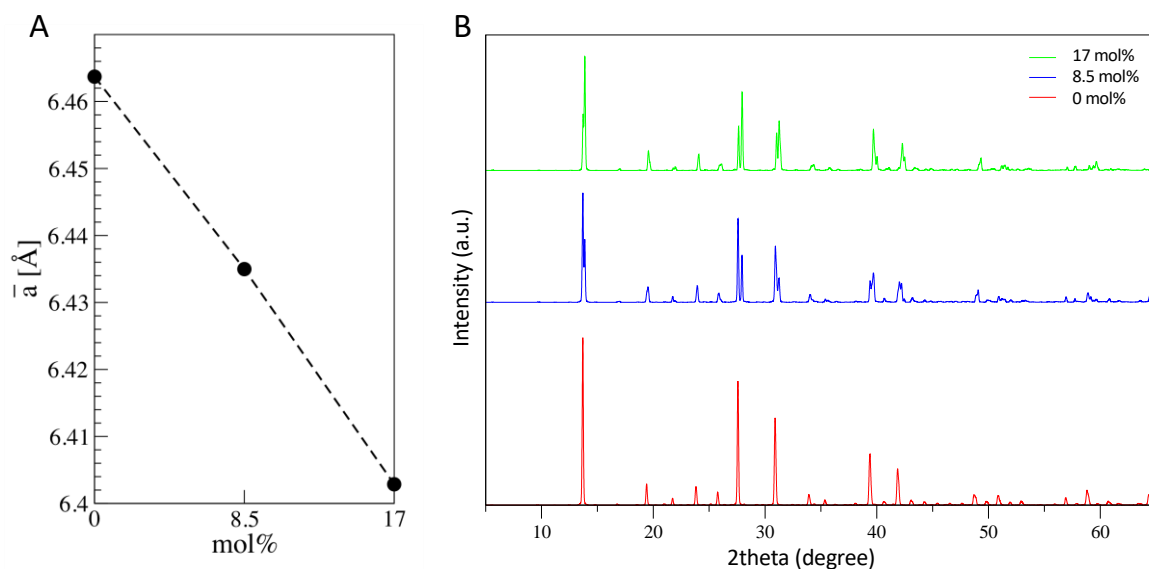 A
a̅ [Å]
6.46
6.45
6.44
6.43
6.42
6.41
6.4
0 8.5 17
mol%
B
17 mol%
8.5 mol%
0 mol%
Intensity (a.u.)
10 20 30 40 50 60
2theta (degree)